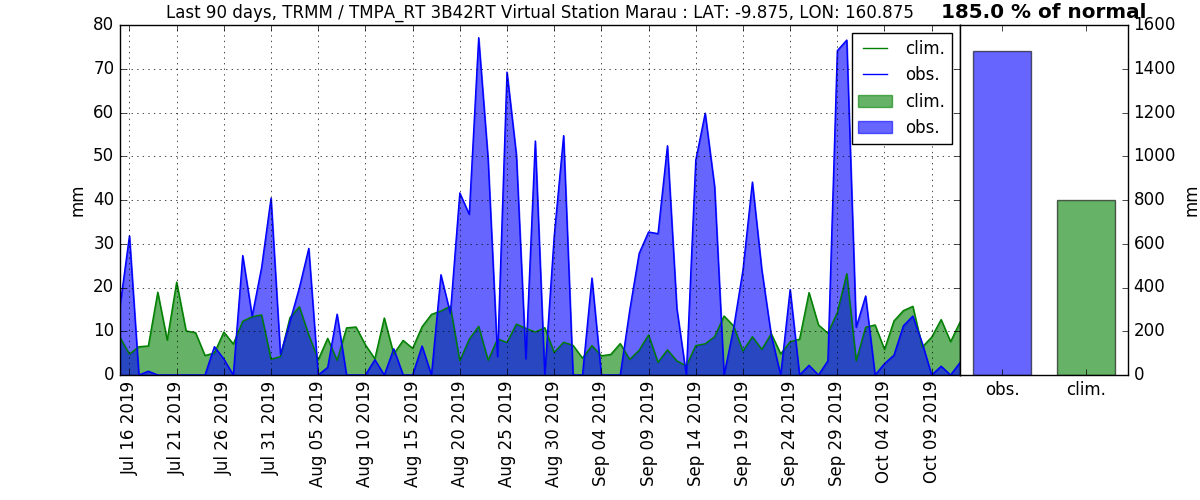 Last 90 days, TRMM / TMPA_RT 3B42RT Virtual Station Marau : LAT: -9.875, LON: 160.875
185.0 % of normal
80
70
60
50
40
30
20
10
0
mm
clim.
obs.
clim.
obs.
1600
1400
1200
1000
800
600
400
200
0
mm
obs.
clim.
Jul 16 2019
Jul 21 2019
Jul 26 2019
Jul 31 2019
Aug 05 2019
Aug 10 2019
Aug 15 2019
Aug 20 2019
Aug 25 2019
Aug 30 2019
Sep 04 2019
Sep 09 2019
Sep 14 2019
Sep 19 2019
Sep 24 2019
Sep 29 2019
Oct 04 2019
Oct 09 2019